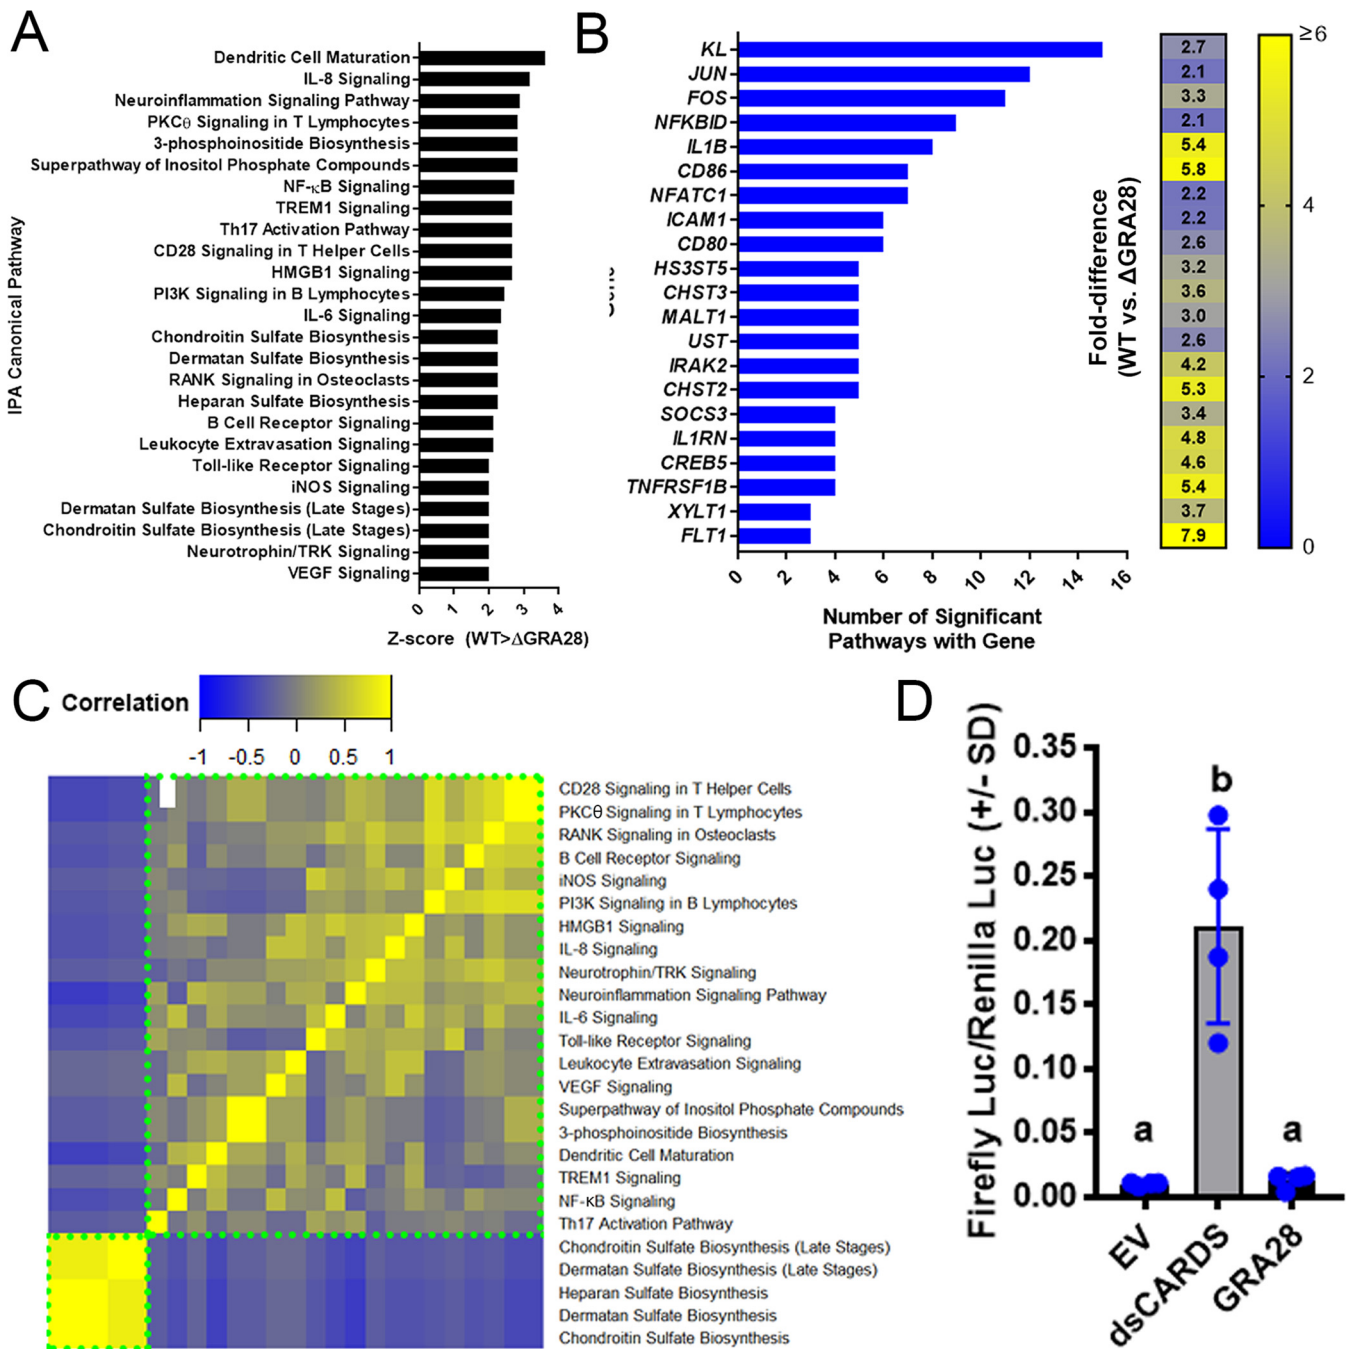 A
IPA Canonical Pathway
Dendritic Cell Maturation
IL-8 Signaling
Neuroinflammation Signaling Pathway
PKCθ Signaling in T Lymphocytes
3-phosphoinositide Biosynthesis
Superpathway of Inositol Phosphate Compounds
NF-κB Signaling
TREM1 Signaling
Th17 Activation Pathway
CD28 Signaling in T Helper Cells
HMGB1 Signaling
PI3K Signaling in B Lymphocytes
IL-6 Signaling
Chondroitin Sulfate Biosynthesis
Dermatan Sulfate Biosynthesis
RANK Signaling in Osteoclasts
Heparan Sulfate Biosynthesis
B Cell Receptor Signaling
Leukocyte Extravasation Signaling
Toll-like Receptor Signaling
iNOS Signaling
Dermatan Sulfate Biosynthesis (Late Stages)
Chondroitin Sulfate Biosynthesis (Late Stages)
Neurotrophin/TRK Signaling
VEGF Signaling
0 1 2 3 4
Z-score (WT>ΔGRA28)
B
KL
JUN
FOS
NFKBID
IL1B
CD86
NFATC1
ICAM1
CD80
HS3ST5
CHST3
MALT1
UST
IRAK2
CHST2
SOCS3
IL1RN
CREB5
TNFRSF1B
XYLT1
FLT1
0 2 4 6 8 10 12 14 16
Number of Significant
Pathways with Gene
Fold-difference
(WT vs. ΔGRA28)
2.7
2.1
3.3
2.1
5.4
5.8
2.2
2.2
2.6
3.2
3.6
3.0
2.6
4.2
5.3
3.4
4.8
4.6
5.4
3.7
7.9
≥6
4
2
0
C
Correlation
-1 -0.5 0 0.5 1
CD28 Signaling in T Helper Cells
PKCθ Signaling in T Lymphocytes
RANK Signaling in Osteoclasts
B Cell Receptor Signaling
iNOS Signaling
PI3K Signaling in B Lymphocytes
HMGB1 Signaling
IL-8 Signaling
Neurotrophin/TRK Signaling
Neuroinflammation Signaling Pathway
IL-6 Signaling
Toll-like Receptor Signaling
Leukocyte Extravasation Signaling
VEGF Signaling
Superpathway of Inositol Phosphate Compounds
3-phosphoinositide Biosynthesis
Dendritic Cell Maturation
TREM1 Signaling
NF-κB Signaling
Th17 Activation Pathway
Chondroitin Sulfate Biosynthesis (Late Stages)
Dermatan Sulfate Biosynthesis (Late Stages)
Heparan Sulfate Biosynthesis
Dermatan Sulfate Biosynthesis
Chondroitin Sulfate Biosynthesis
D
Firefly Luc/Renilla Luc (+/- SD)
0.35
0.30
0.25
0.20
0.15
0.10
0.05
0.00
a
b
a
EV
dsCARDS
GRA28